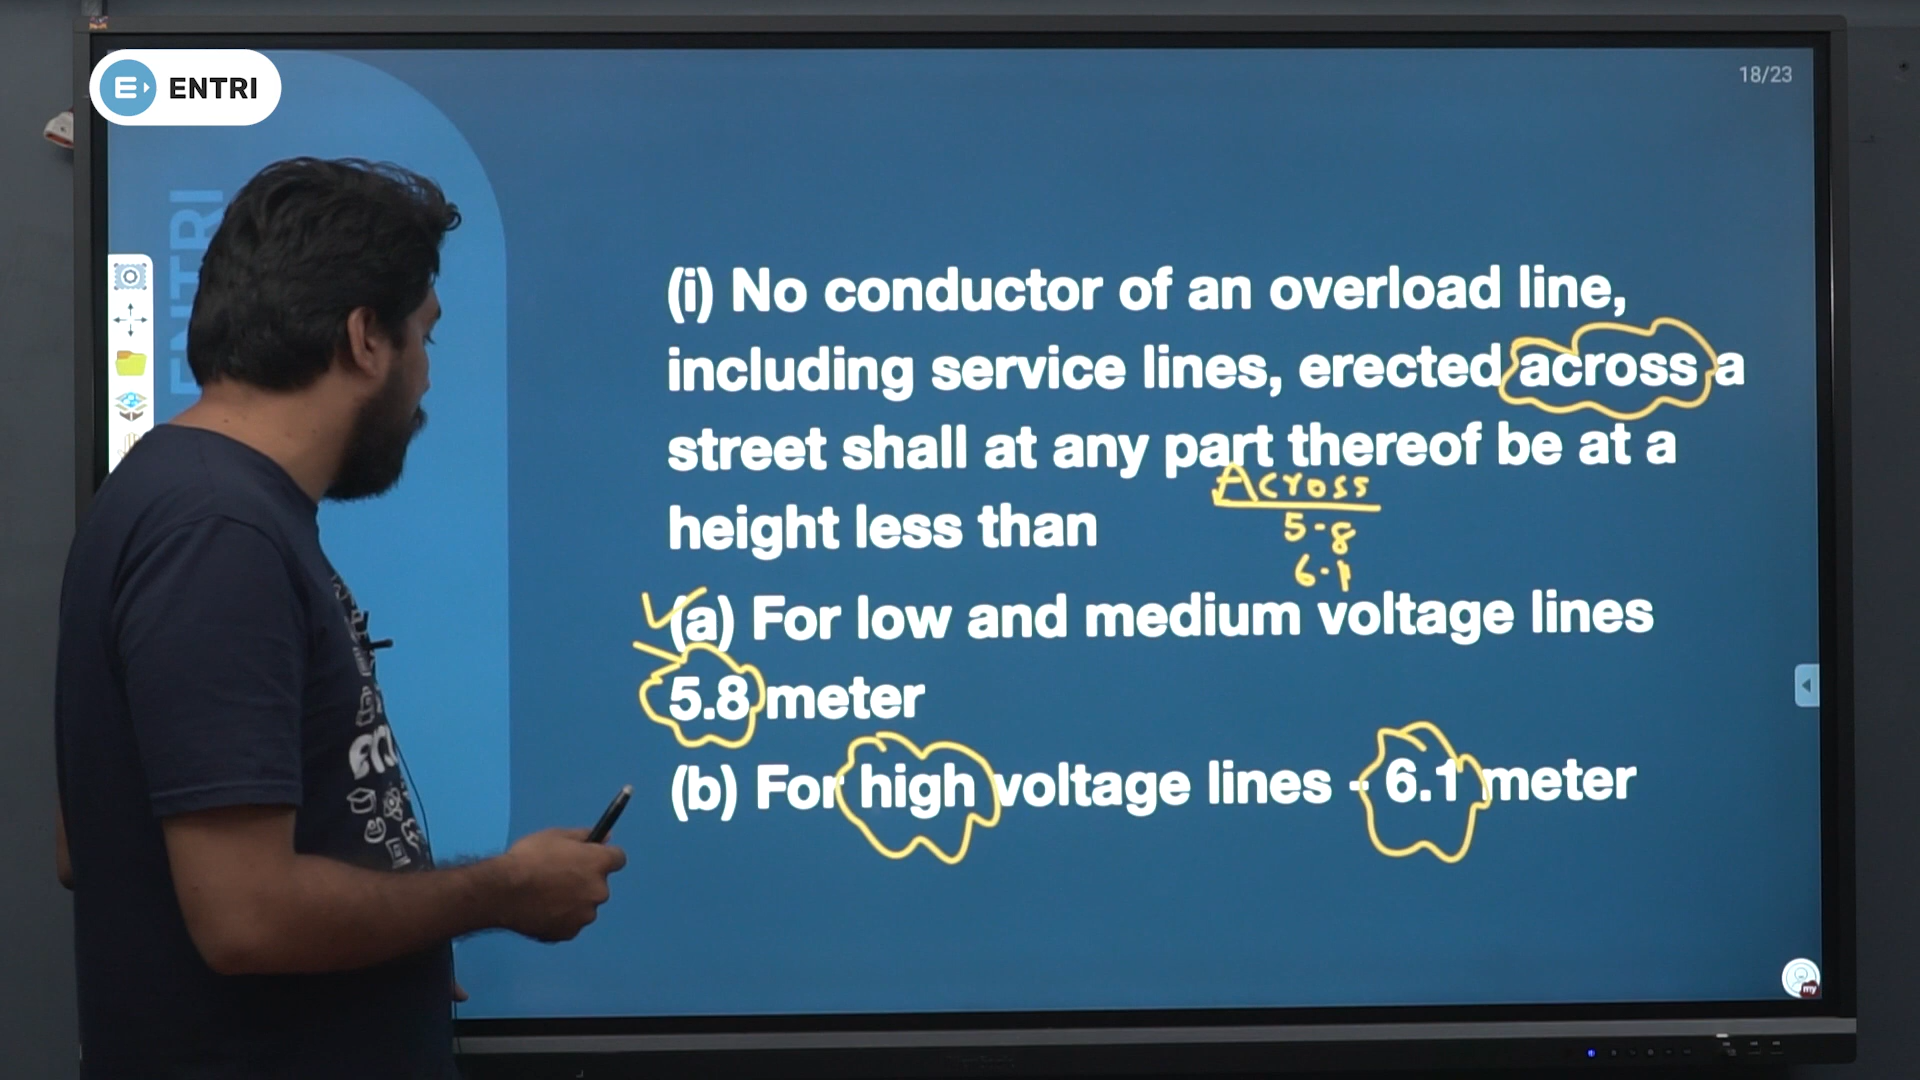 ENTRI
18/23
ENTRI
(i) No conductor of an overload line,
including service lines, erected across a
street shall at any part thereof be at a
height less than
Across
5.8
6.1
(a) For low and medium voltage lines
5.8 meter
(b) For high voltage lines - 6.1 meter
my